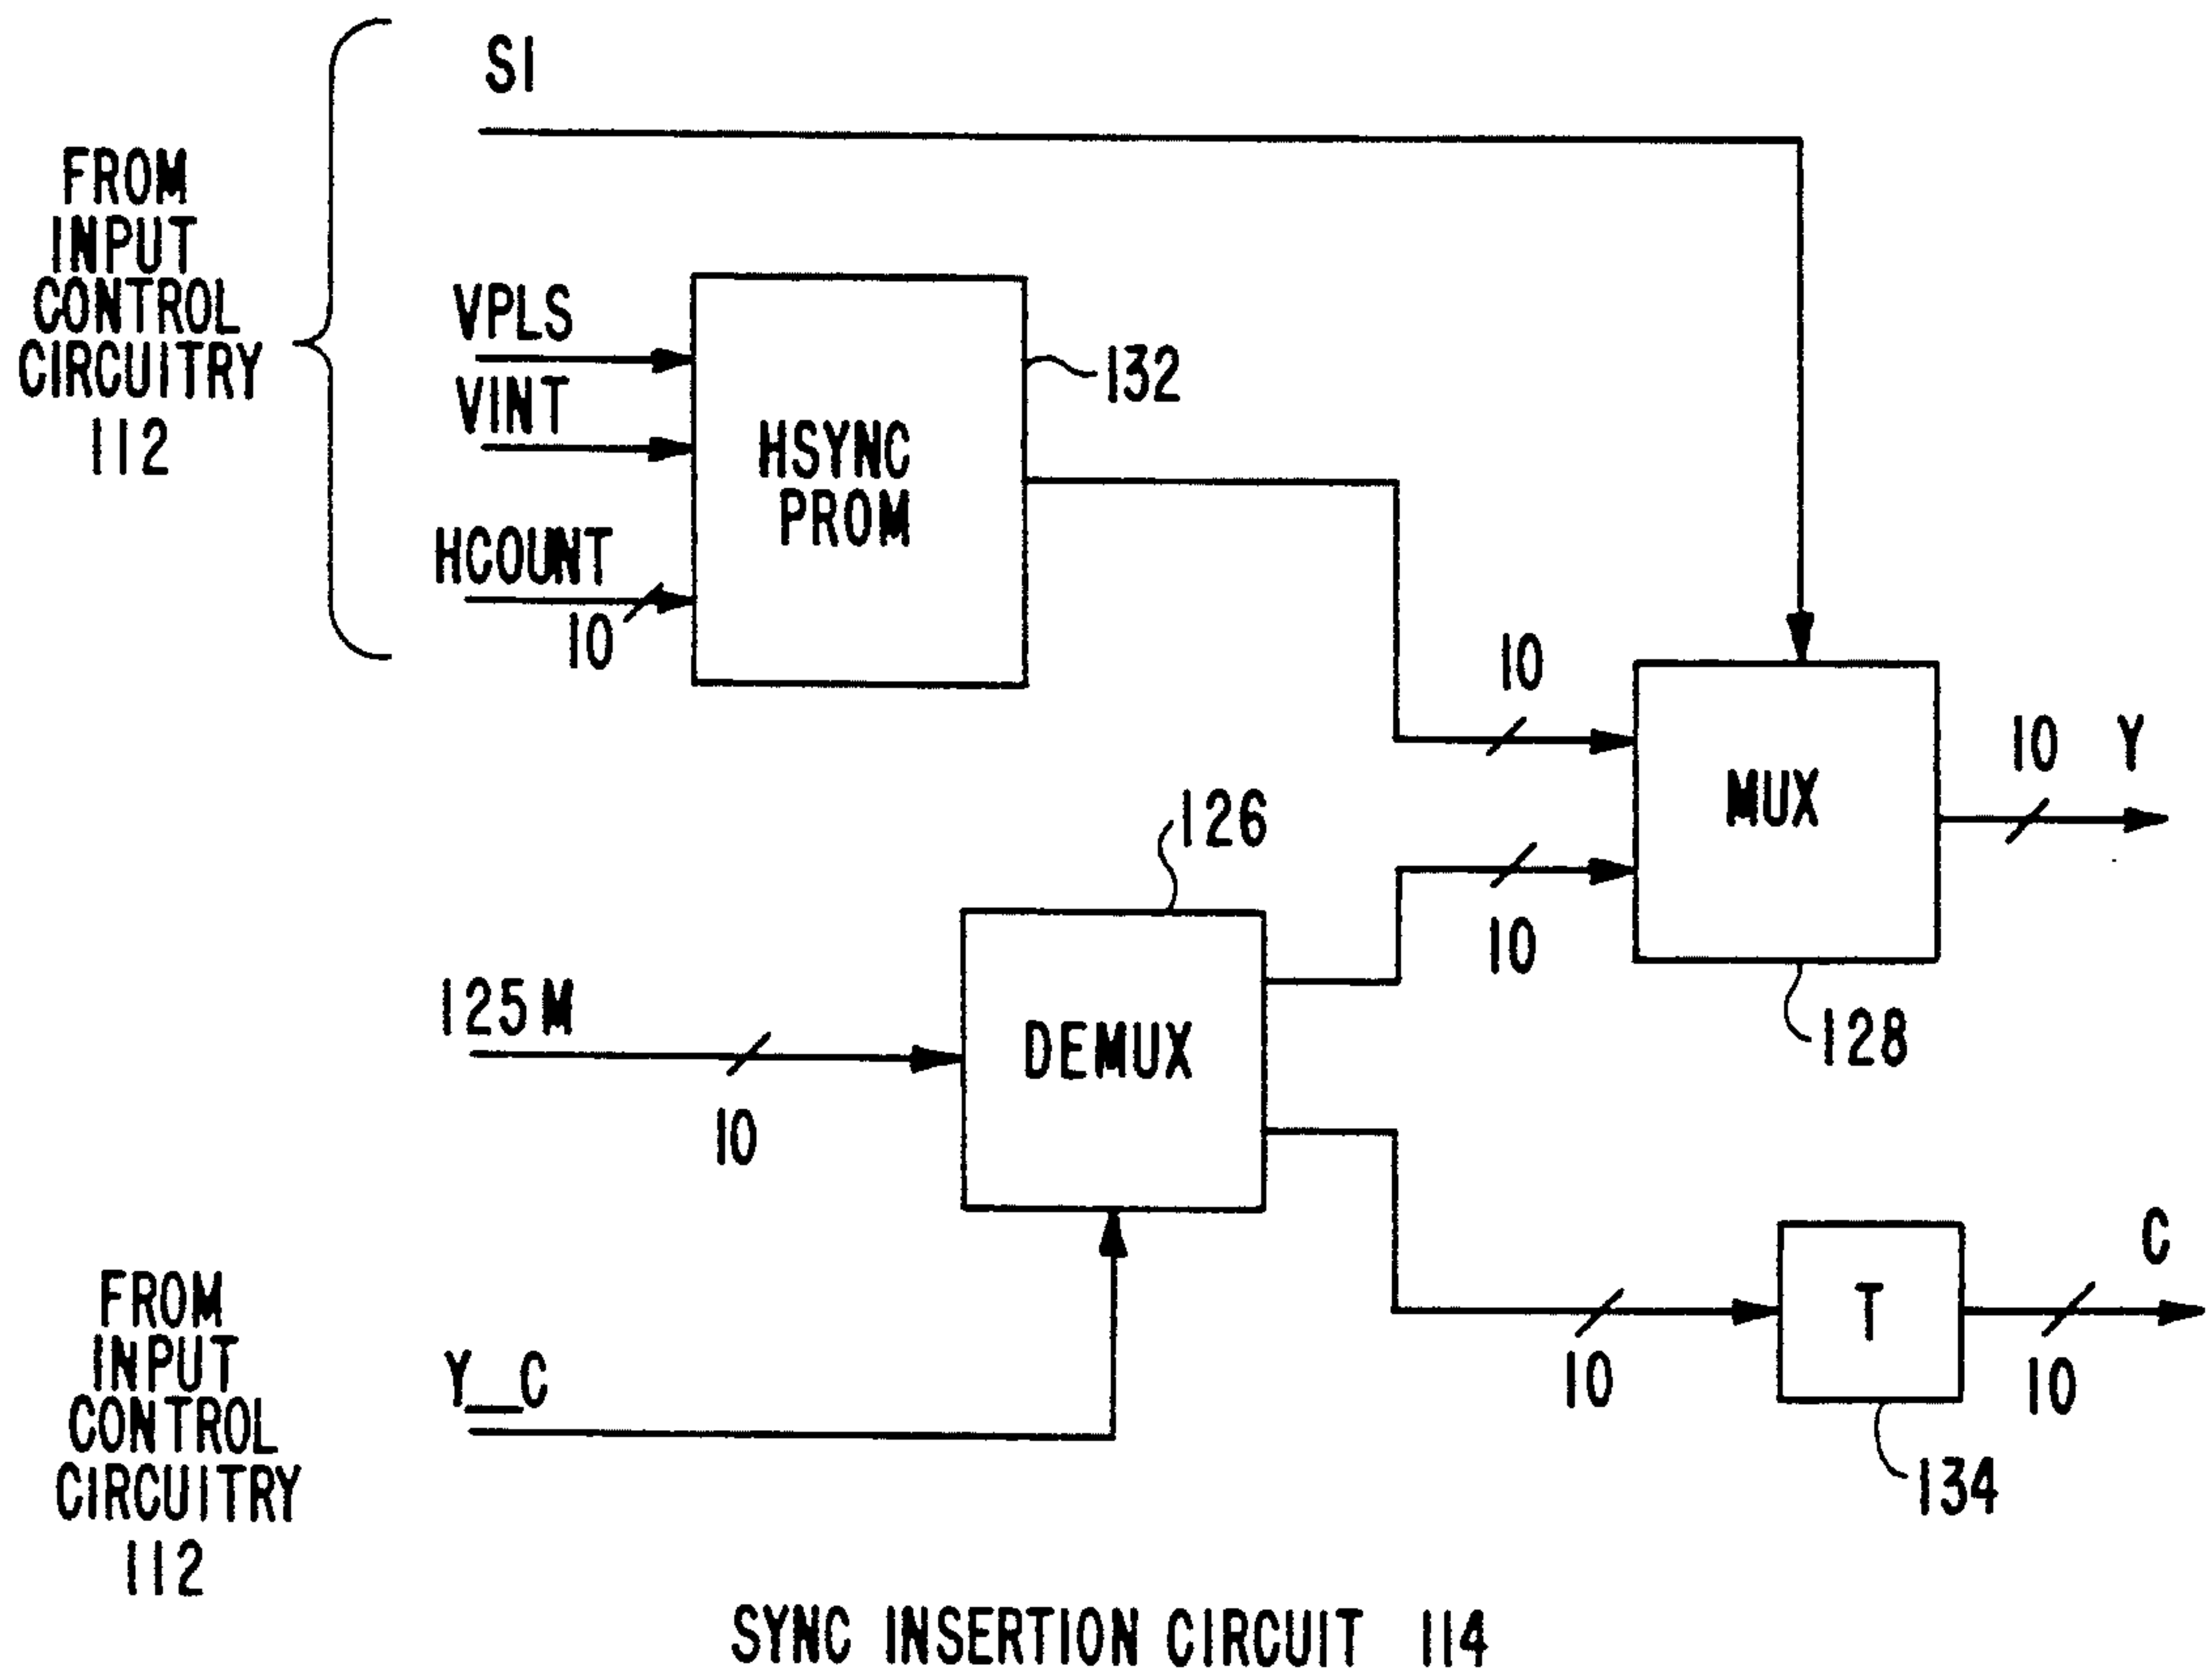 SI
FROM
INPUT
CONTROL
CIRCUITRY
112
VPLS
VINT
HCOUNT
10
HSYNC
PROM
132
10
MUX
10 Y
10
128
126
125M
10
DEMUX
FROM
INPUT
CONTROL
CIRCUITRY
112
Y_C
10
T
C
10
134
SYNC INSERTION CIRCUIT 114